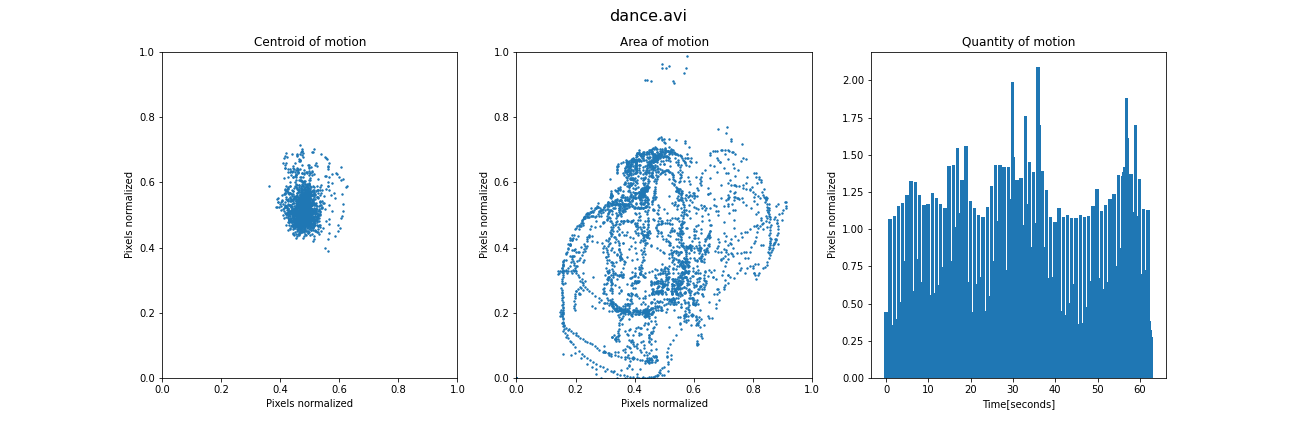 dance.avi
Centroid of motion
Pixels normalized
1.0
0.8
0.6
0.4
0.2
0.0
0.0 0.2 0.4 0.6 0.8 1.0
Pixels normalized
Area of motion
Pixels normalized
1.0
0.8
0.6
0.4
0.2
0.0
0.0 0.2 0.4 0.6 0.8 1.0
Pixels normalized
Quantity of motion
Pixels normalized
2.00
1.75
1.50
1.25
1.00
0.75
0.50
0.25
0.00
0 10 20 30 40 50 60
Time[seconds]